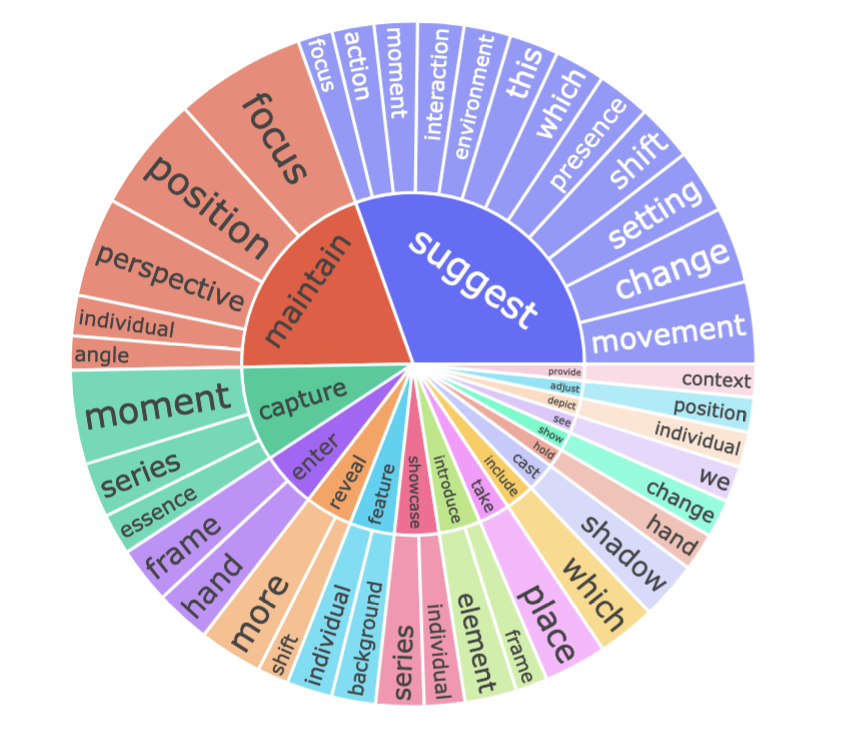 suggest
focus
action
moment
interaction
environment
this
which
presence
shift
setting
change
movement
maintain
focus
position
perspective
individual
angle
capture
moment
series
essence
enter
frame
hand
reveal
more
shift
feature
individual
background
showcase
series
individual
introduce
element
frame
take
place
include
which
cast
shadow
hold
hand
show
change
see
we
depict
individual
adjust
position
provide
context